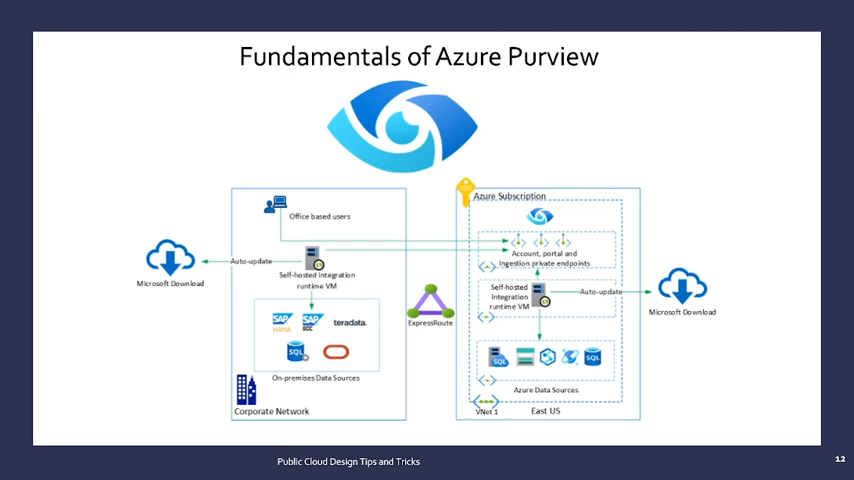 Fundamentals of Azure Purview
Azure Subscription
Office based users
Account, portal and
Ingestion private endpoints
Auto-update
Microsoft Download
Self-hosted integration
runtime VM
Self-hosted
Integration
runtime VM
Auto-update
Microsoft Download
ExpressRoute
SAP
HANA
SAP
ECC
teradata.
SQL
On-premises Data Sources
SQL
SQL
Azure Data Sources
Corporate Network
VNet 1
East US
Public Cloud Design Tips and Tricks
12